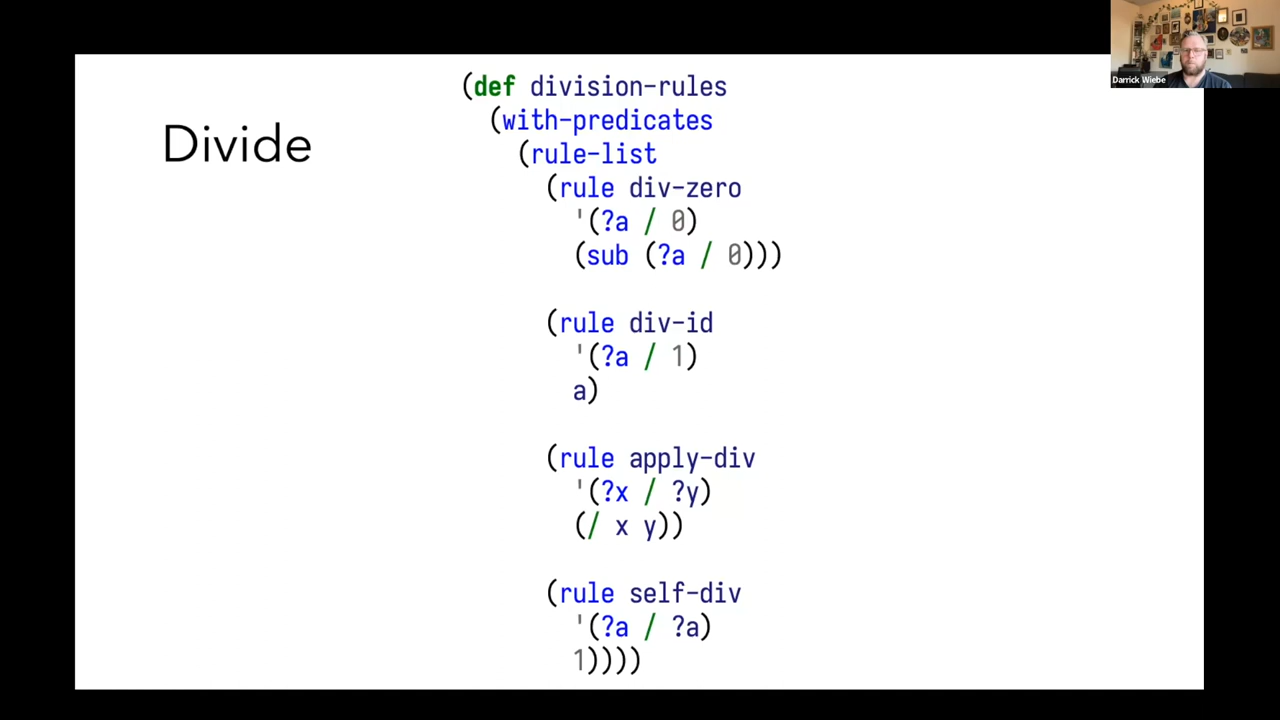 Darrick Wiebe
Divide
(def division-rules
  (with-predicates
    (rule-list
      (rule div-zero
        '(?a / 0)
        (sub (?a / 0)))

      (rule div-id
        '(?a / 1)
        a)

      (rule apply-div
        '(?x / ?y)
        (/ x y))

      (rule self-div
        '(?a / ?a)
        1))))